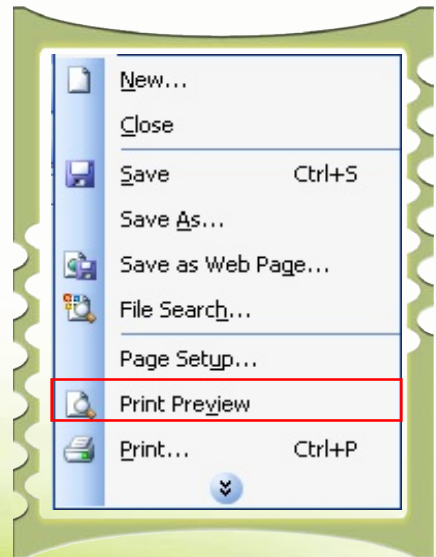 New...
Close
Save Ctrl+S
Save As...
Save as Web Page...
File Search...
Page Setup...
Print Preview
Print... Ctrl+P